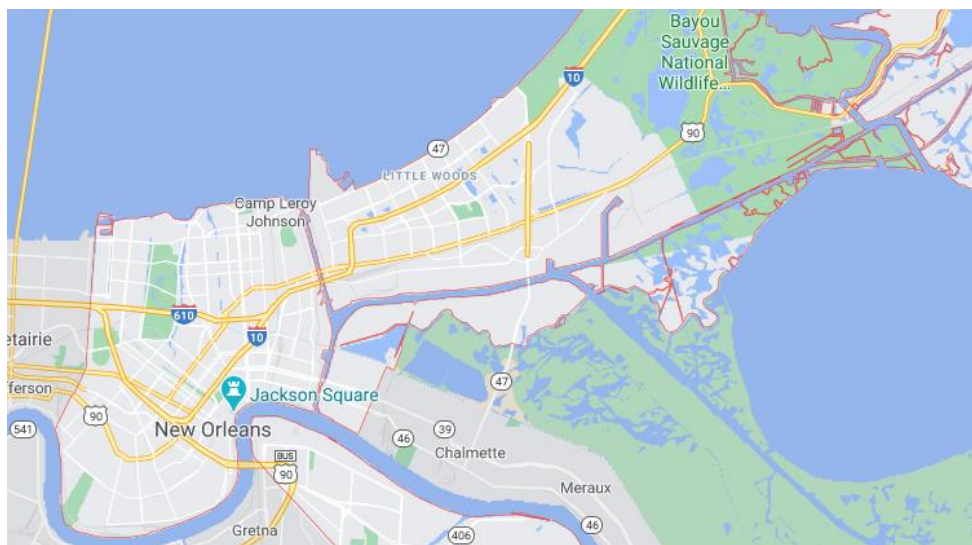 Bayou
Sauvage
National
Wildlife...
10
90
47
LITTLE WOODS
Camp Leroy
Johnson
610
10
etairie
fferson
Jackson Square
47
90
541
New Orleans
BUS
90
46
39
Chalmette
Meraux
Gretna
406
46